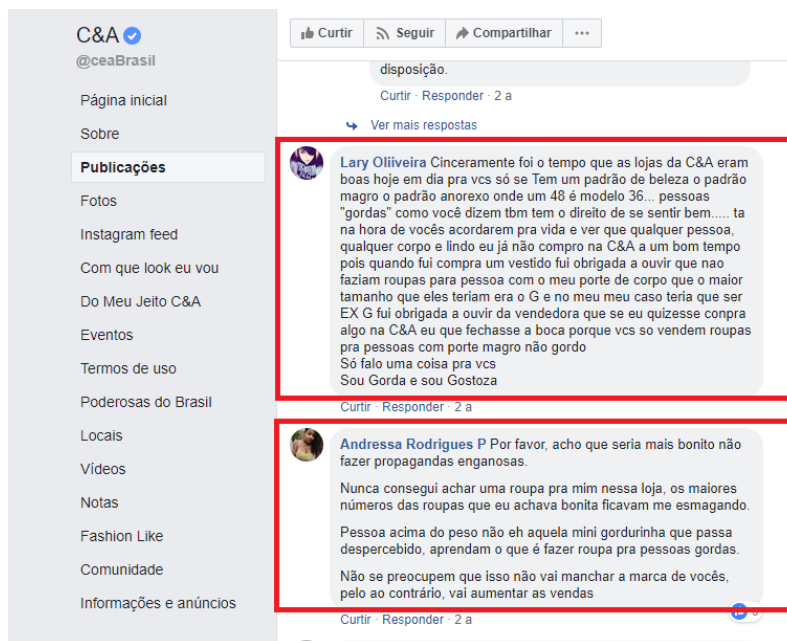 C&A
@ceaBrasil
Página inicial
Sobre
Publicações
Fotos
Instagram feed
Com que look eu vou
Do Meu Jeito C&A
Eventos
Termos de uso
Poderosas do Brasil
Locais
Vídeos
Notas
Fashion Like
Comunidade
Informações e anúncios
Curtir Seguir Compartilhar ...
disposição.
Curtir · Responder · 2 a
Ver mais respostas
Lary Oliiveira Cinceramente foi o tempo que as lojas da C&A eram
boas hoje em dia pra vcs só se Tem um padrão de beleza o padrão
magro o padrão anorexo onde um 48 é modelo 36... pessoas
"gordas" como você dizem tbm tem o direito de se sentir bem..... ta
na hora de vocês acordarem pra vida e ver que qualquer pessoa,
qualquer corpo e lindo eu já não compro na C&A a um bom tempo
pois quando fui compra um vestido fui obrigada a ouvir que nao
faziam roupas para pessoa com o meu porte de corpo que o maior
tamanho que eles teriam era o G e no meu meu caso teria que ser
EX G fui obrigada a ouvir da vendedora que se eu quizesse conpra
algo na C&A eu que fechasse a boca porque vcs so vendem roupas
pra pessoas com porte magro não gordo
Só falo uma coisa pra vcs
Sou Gorda e sou Gostoza
Curtir · Responder · 2 a
Andressa Rodrigues P Por favor, acho que seria mais bonito não
fazer propagandas enganosas.
Nunca consegui achar uma roupa pra mim nessa loja, os maiores
números das roupas que eu achava bonita ficavam me esmagando.
Pessoa acima do peso não eh aquela mini gordurinha que passa
despercebido, aprendam o que é fazer roupa pra pessoas gordas.
Não se preocupem que isso não vai manchar a marca de vocês,
pelo ao contrário, vai aumentar as vendas
Curtir · Responder · 2 a